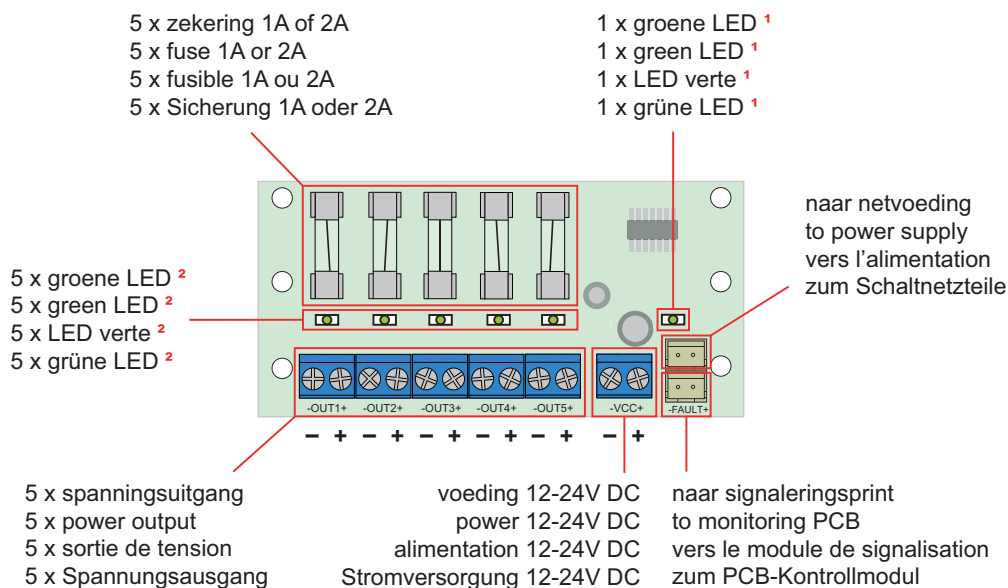 5 x zekering 1A of 2A
5 x fuse 1A or 2A
5 x fusible 1A ou 2A
5 x Sicherung 1A oder 2A
1 x groene LED ¹
1 x green LED ¹
1 x LED verte ¹
1 x grüne LED ¹
naar netvoeding
to power supply
vers l'alimentation
zum Schaltnetzteile
5 x groene LED ²
5 x green LED ²
5 x LED verte ²
5 x grüne LED ²
-OUT1+ -OUT2+ -OUT3+ -OUT4+ -OUT5+ -VCC+ -FAULT+
− + − + − + − + − + − +
5 x spanningsuitgang
5 x power output
5 x sortie de tension
5 x Spannungsausgang
voeding 12-24V DC
power 12-24V DC
alimentation 12-24V DC
Stromversorgung 12-24V DC
naar signaleringsprint
to monitoring PCB
vers le module de signalisation
zum PCB-Kontrollmodul